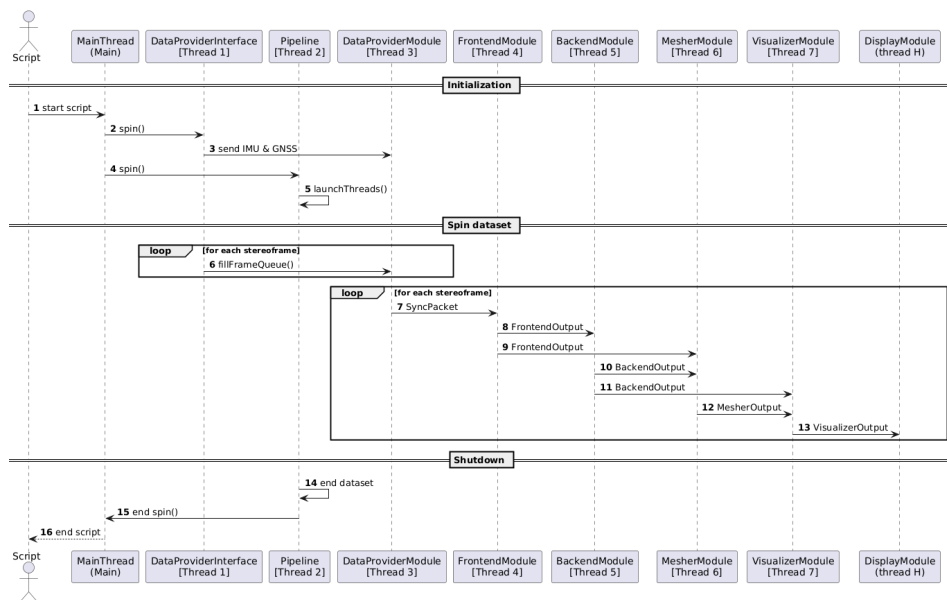 Script
MainThread
(Main)
DataProviderInterface
[Thread 1]
Pipeline
[Thread 2]
DataProviderModule
[Thread 3]
FrontendModule
[Thread 4]
BackendModule
[Thread 5]
MesherModule
[Thread 6]
VisualizerModule
[Thread 7]
DisplayModule
(thread H)
Initialization
1 start script
2 spin()
3 send IMU & GNSS
4 spin()
5 launchThreads()
Spin dataset
loop [for each stereoframe]
6 fillFrameQueue()
loop [for each stereoframe]
7 SyncPacket
8 FrontendOutput
9 FrontendOutput
10 BackendOutput
11 BackendOutput
12 MesherOutput
13 VisualizerOutput
Shutdown
14 end dataset
15 end spin()
16 end script
Script
MainThread
(Main)
DataProviderInterface
[Thread 1]
Pipeline
[Thread 2]
DataProviderModule
[Thread 3]
FrontendModule
[Thread 4]
BackendModule
[Thread 5]
MesherModule
[Thread 6]
VisualizerModule
[Thread 7]
DisplayModule
(thread H)